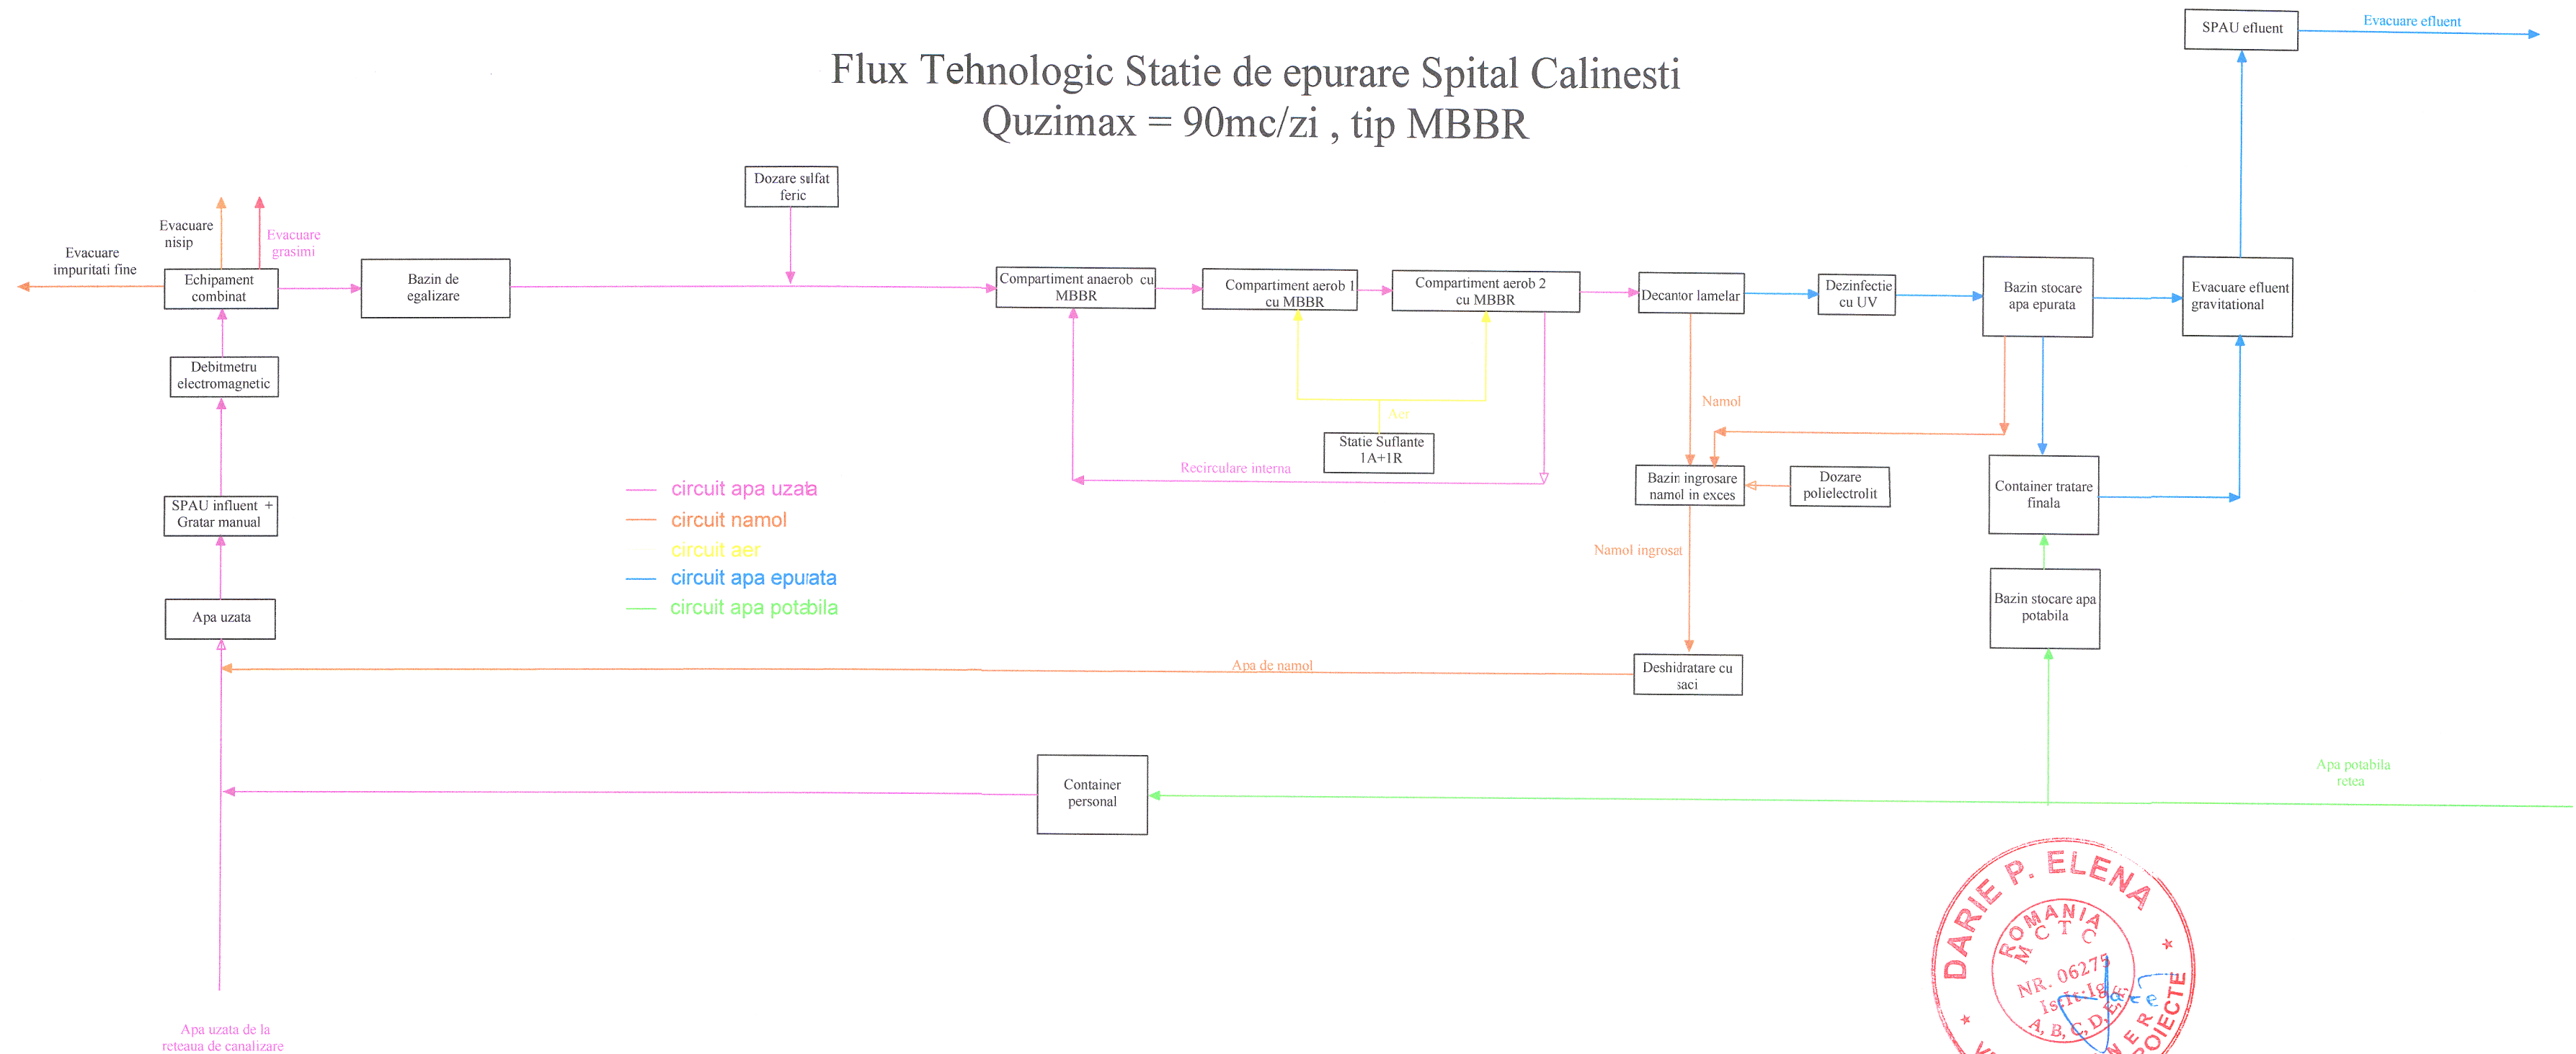 SPAU efluent
Evacuare efluent
Flux Tehnologic Statie de epurare Spital Calinesti
Quzimax = 90mc/zi , tip MBBR
Dozare sulfat
feric
Evacuare
nisip
Evacuare
grasimi
Evacuare
impuritati fine
Echipament
combinat
Bazin de
egalizare
Compartiment anaerob cu
MBBR
Compartiment aerob 1
cu MBBR
Compartiment aerob 2
cu MBBR
Decantor lamelar
Dezinfectie
cu UV
Bazin stocare
apa epurata
Evacuare efluent
gravitational
Debitmetru
electromagnetic
Aer
Namol
Statie Suflante
1A+1R
Recirculare interna
Bazin ingrosare
namol in exces
Dozare
polielectrolit
Container tratare
finala
SPAU influent +
Gratar manual
circuit apa uzata
circuit namol
circuit aer
circuit apa epurata
circuit apa potabila
Namol ingrosat
Apa uzata
Bazin stocare apa
potabila
Apa de namol
Deshidratare cu
saci
Container
personal
Apa potabila
retea
Apa uzata de la
reteaua de canalizare
DARIE P. ELENA
ROMANIA
MCTC
NR. 06275
Is·It·Ig
A, B, C, D, E, F,